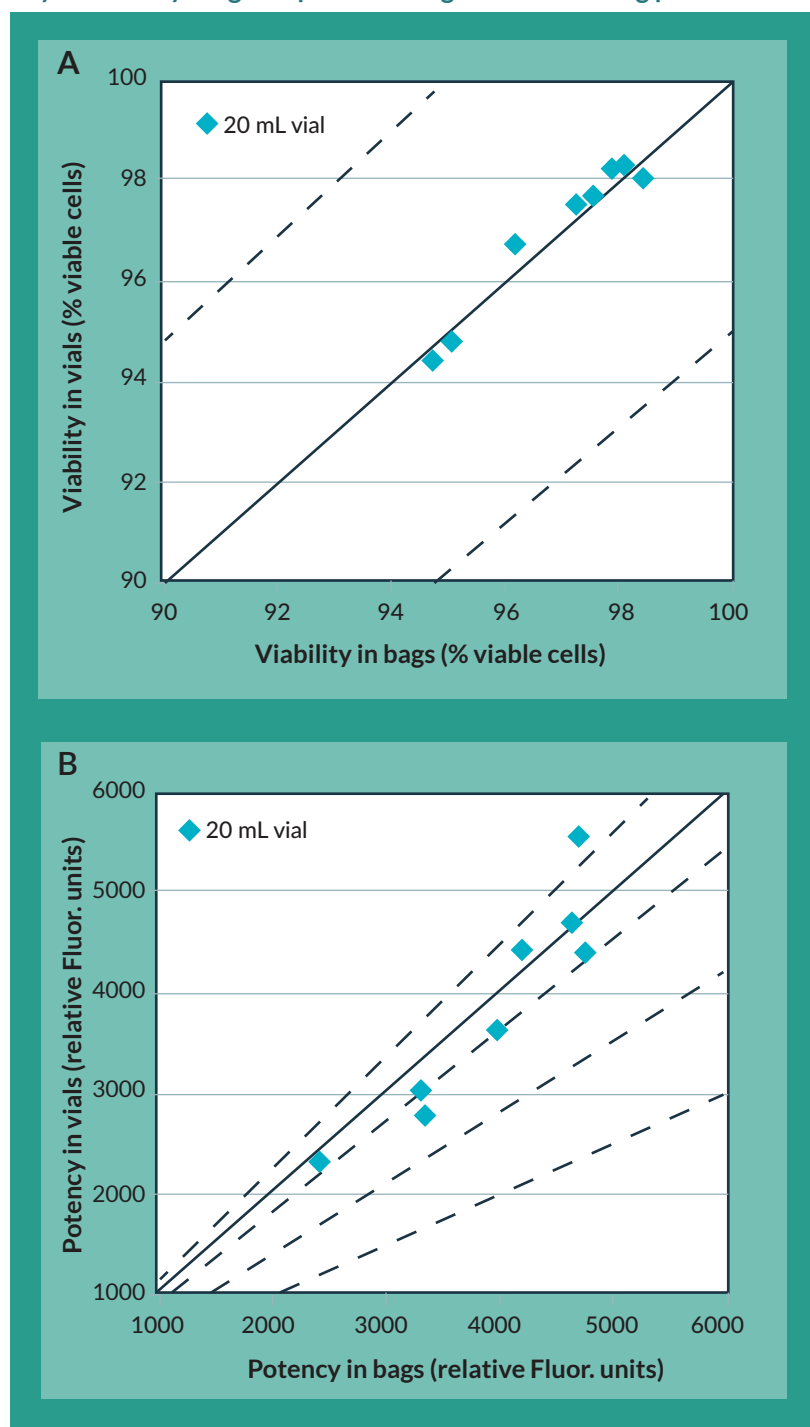 A
100
20 mL vial
98
96
94
92
90
Viability in vials (% viable cells)
90 92 94 96 98 100
Viability in bags (% viable cells)
B
6000
20 mL vial
5000
4000
3000
2000
1000
Potency in vials (relative Fluor. units)
1000 2000 3000 4000 5000 6000
Potency in bags (relative Fluor. units)